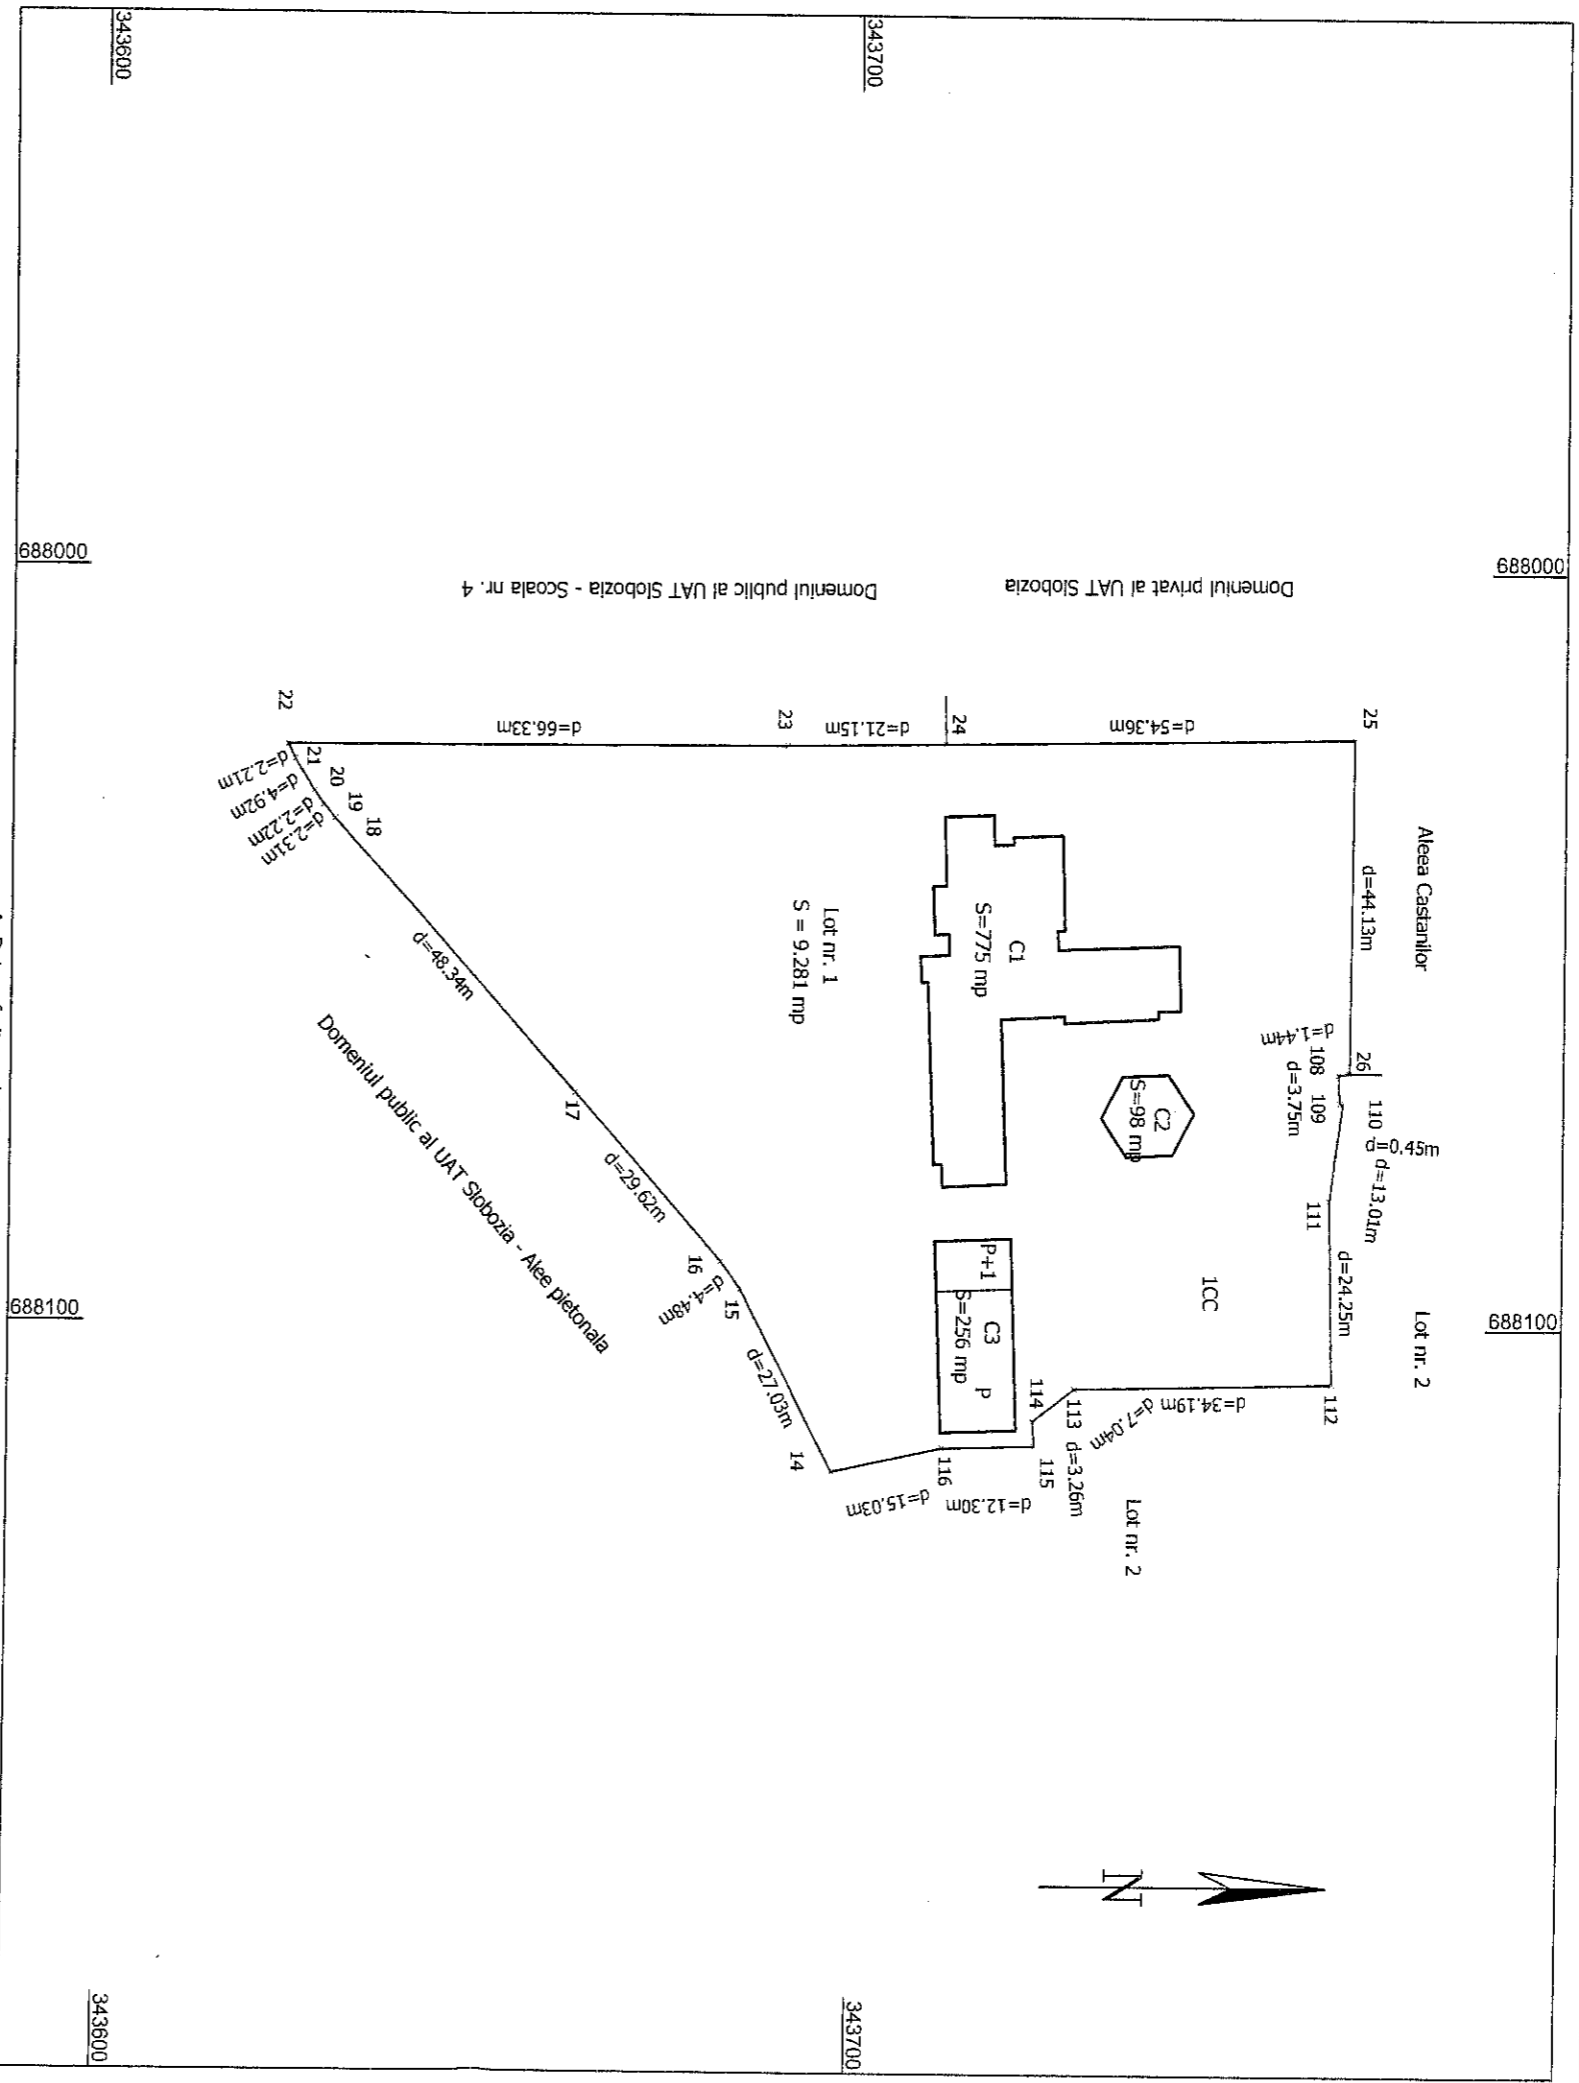 343600
343700
688000
688000
Domeniul public al UAT Slobozia - Scoala nr. 4
Domeniul privat al UAT Slobozia
22
d=66.33m
23
d=21.15m
24
d=54.36m
25
Aleea Castanilor
d=44.13m
26
d=1.44m
108
d=3.75m
109
110
d=0.45m
d=13.01m
111
d=24.25m
Lot nr. 2
112
d=34.19m
113
d=7.04m
114
d=3.26m
115
Lot nr. 2
d=12.30m
116
d=15.03m
14
d=27.03m
15
d=4.48m
16
d=29.62m
17
d=48.34m
18
19
20
21
d=2.31m
d=2.22m
d=4.92m
d=2.21m
Domeniul public al UAT Slobozia - Alee pietonala
Lot nr. 1
S = 9.281 mp
C1
S=775 mp
C2
S=98 mp
1CC
P+1
C3
P
S=256 mp
688100
688100
N
343600
343700